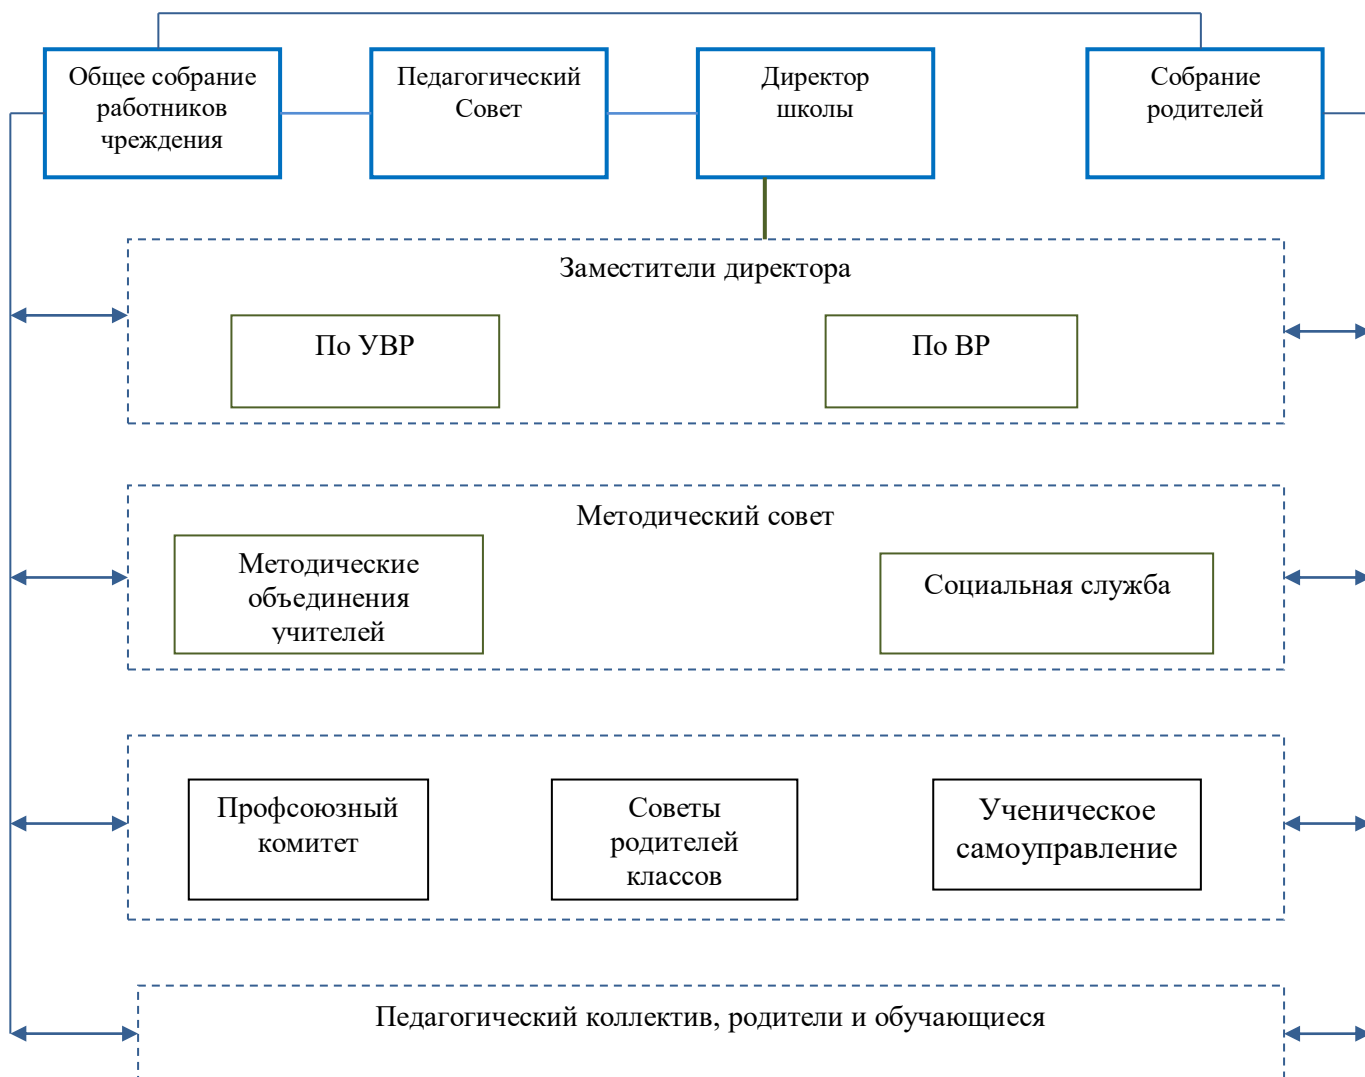 Общее собрание
работников
чреждения
Педагогический
Совет
Директор
школы
Собрание
родителей
Заместители директора
По УВР
По ВР
Методический совет
Методические
объединения
учителей
Социальная служба
Профсоюзный
комитет
Советы
родителей
классов
Ученическое
самоуправление
Педагогический коллектив, родители и обучающиеся